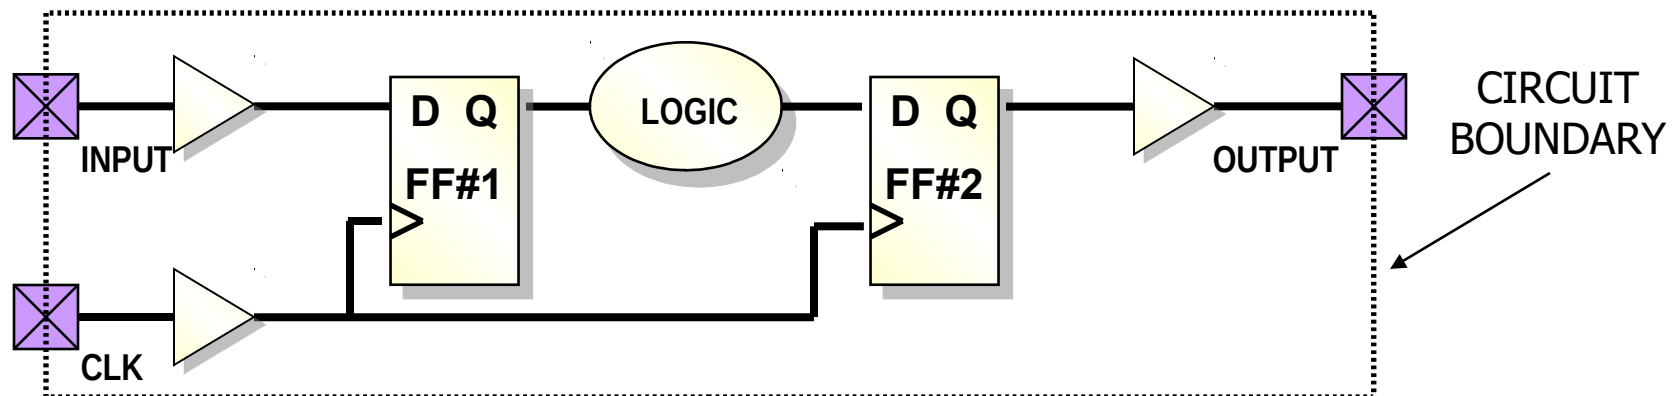 INPUT
D Q
FF#1
LOGIC
D Q
FF#2
OUTPUT
CLK
CIRCUIT
BOUNDARY